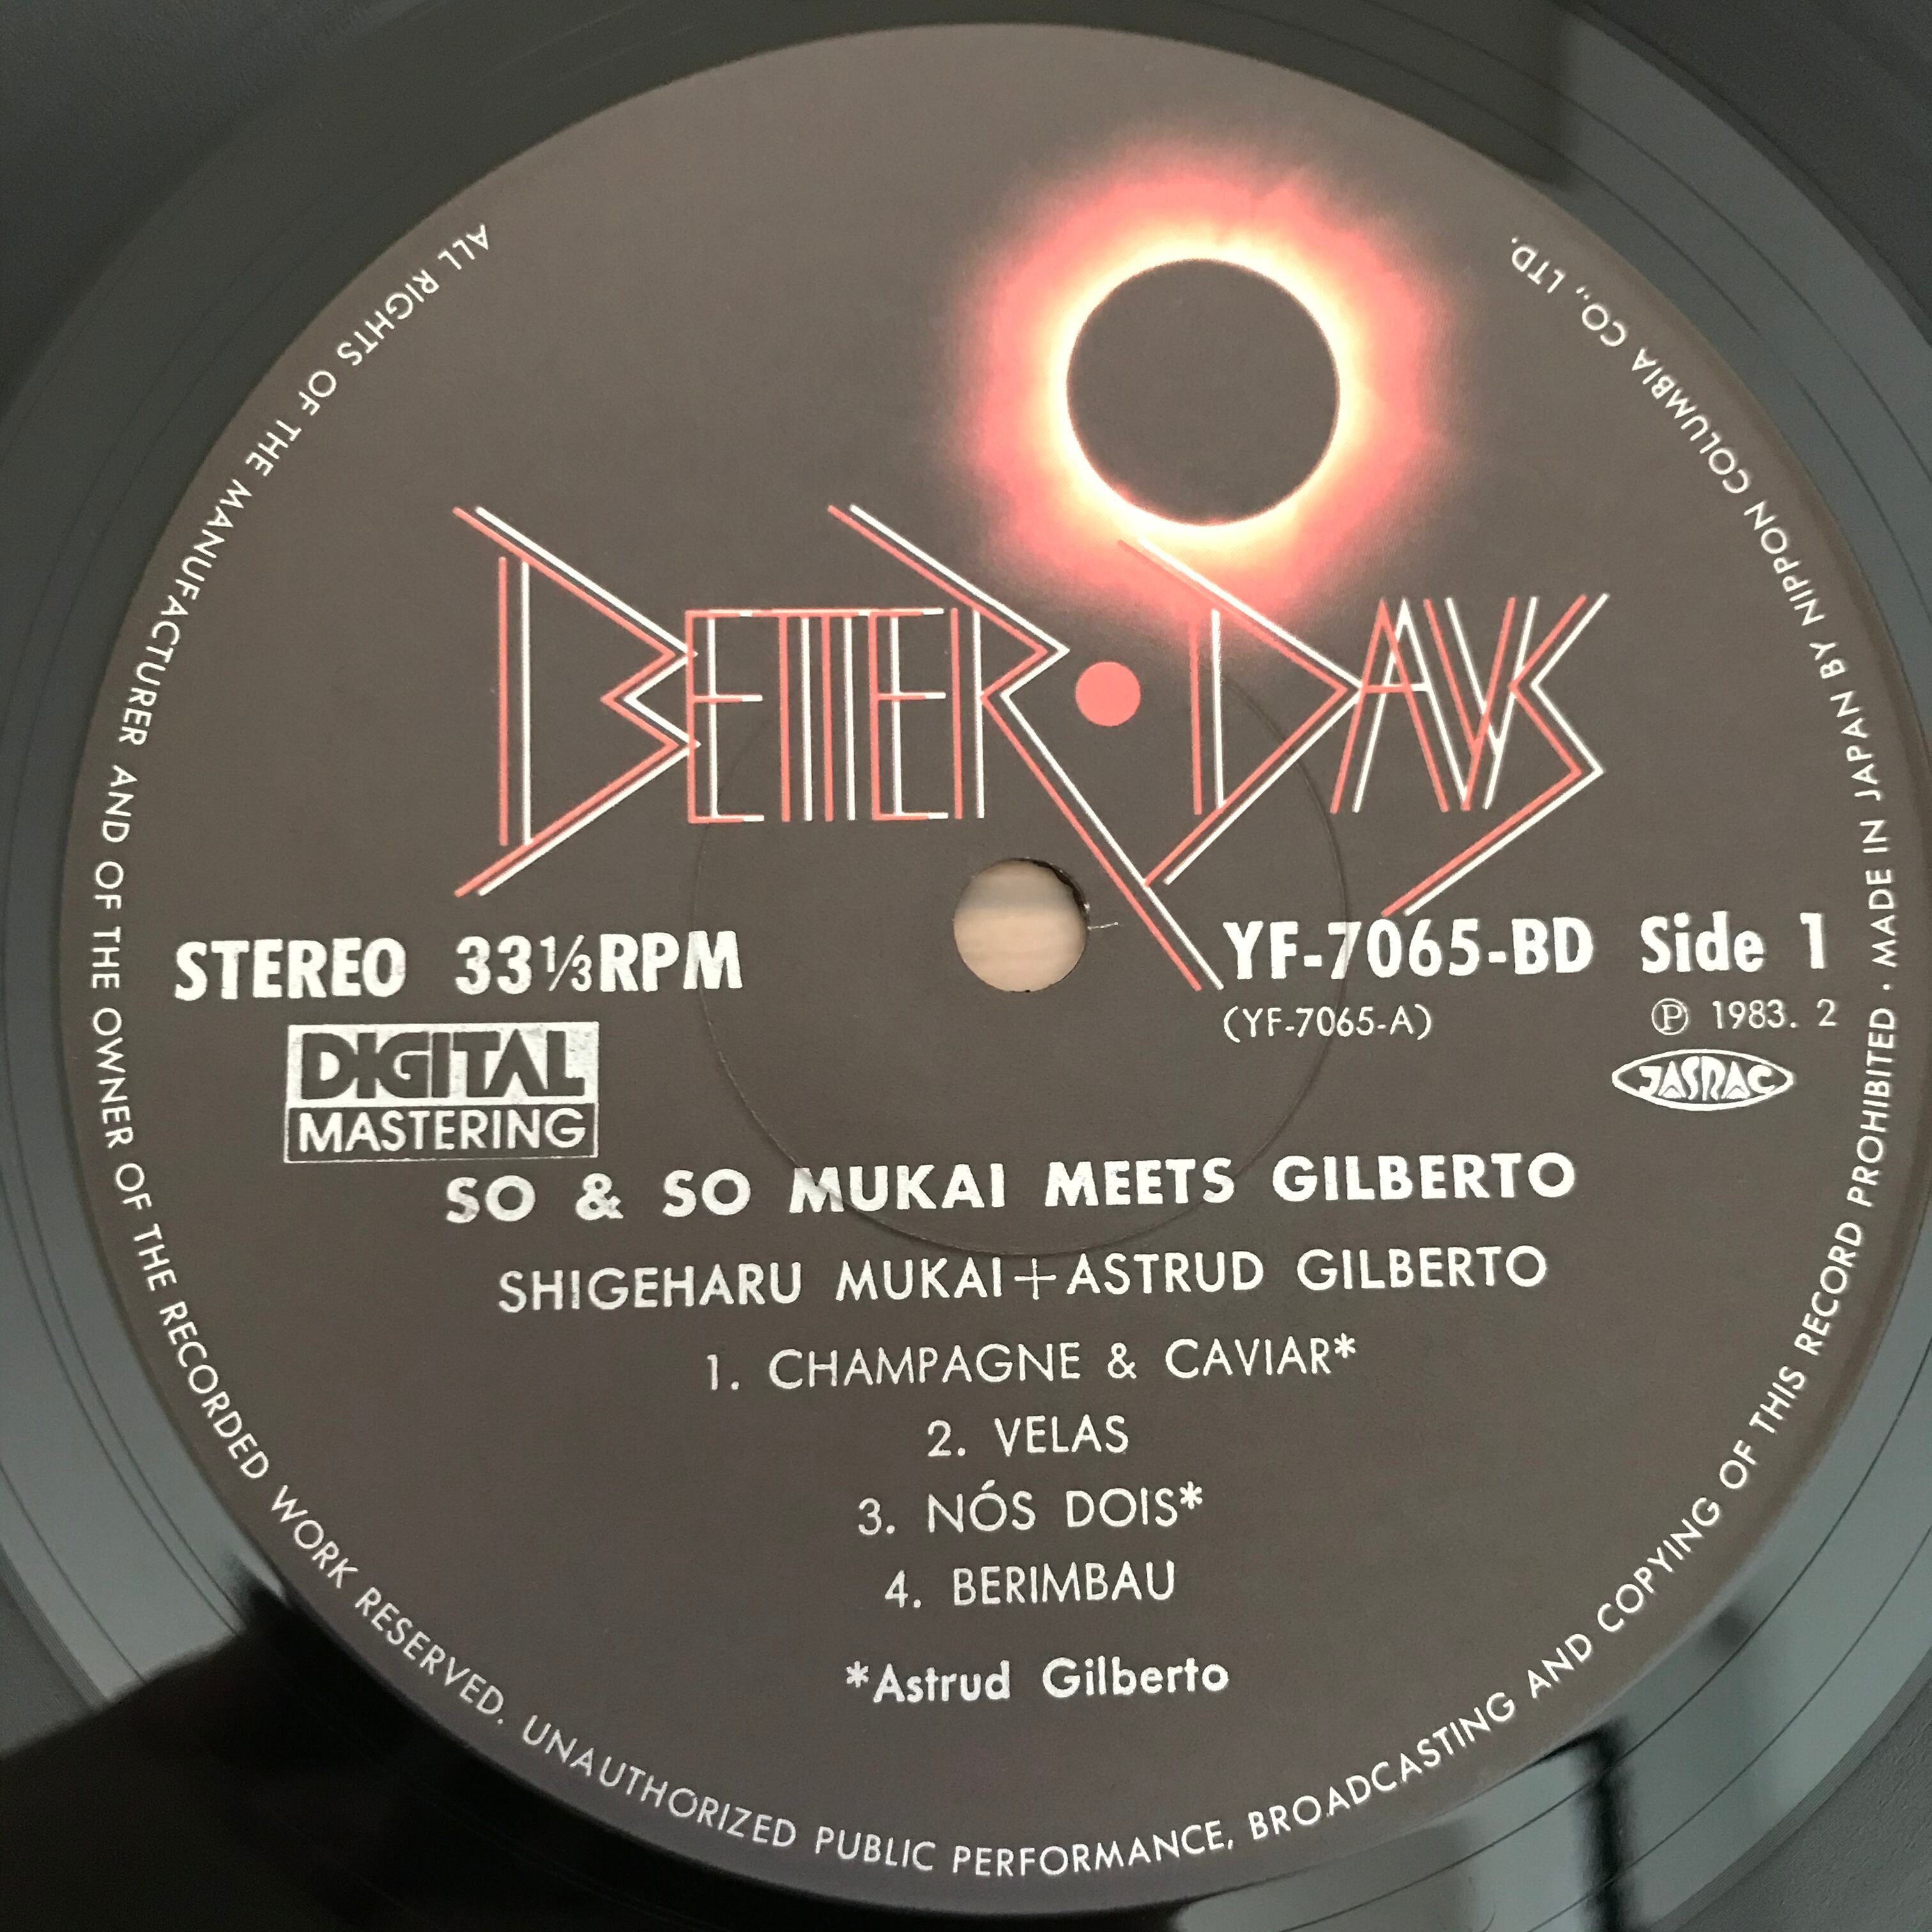 BETTER • DAYS
STEREO 33⅓RPM
YF-7065-BD Side 1
(YF-7065-A)
Ⓟ 1983. 2
DIGITAL
MASTERING
JASRAC
SO & SO MUKAI MEETS GILBERTO
SHIGEHARU MUKAI+ASTRUD GILBERTO
1. CHAMPAGNE & CAVIAR*
2. VELAS
3. NÓS DOIS*
4. BERIMBAU
*Astrud Gilberto
ALL RIGHTS OF THE MANUFACTURER AND OF THE OWNER OF THE RECORDED WORK RESERVED. UNAUTHORIZED PUBLIC PERFORMANCE, BROADCASTING AND COPYING OF THIS RECORD PROHIBITED • MADE IN JAPAN BY NIPPON COLUMBIA CO., LTD.